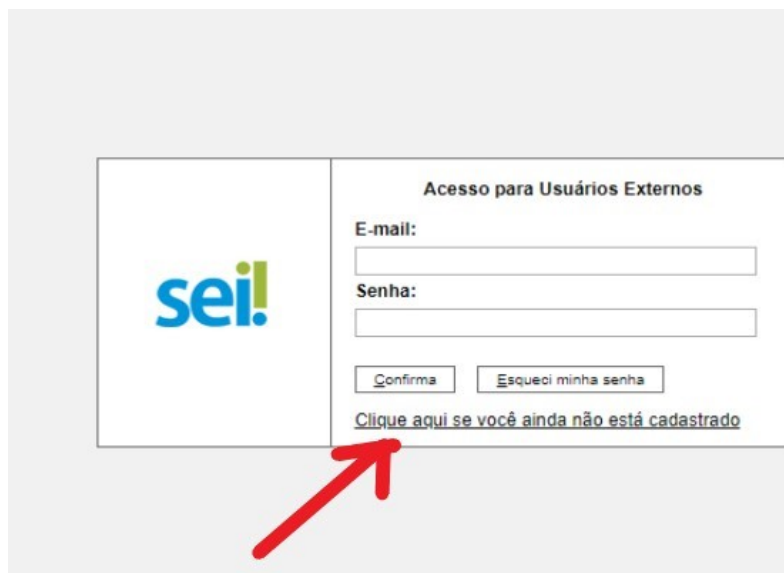 sei!
Acesso para Usuários Externos
E-mail:
Senha:
Confirma
Esqueci minha senha
Clique aqui se você ainda não está cadastrado